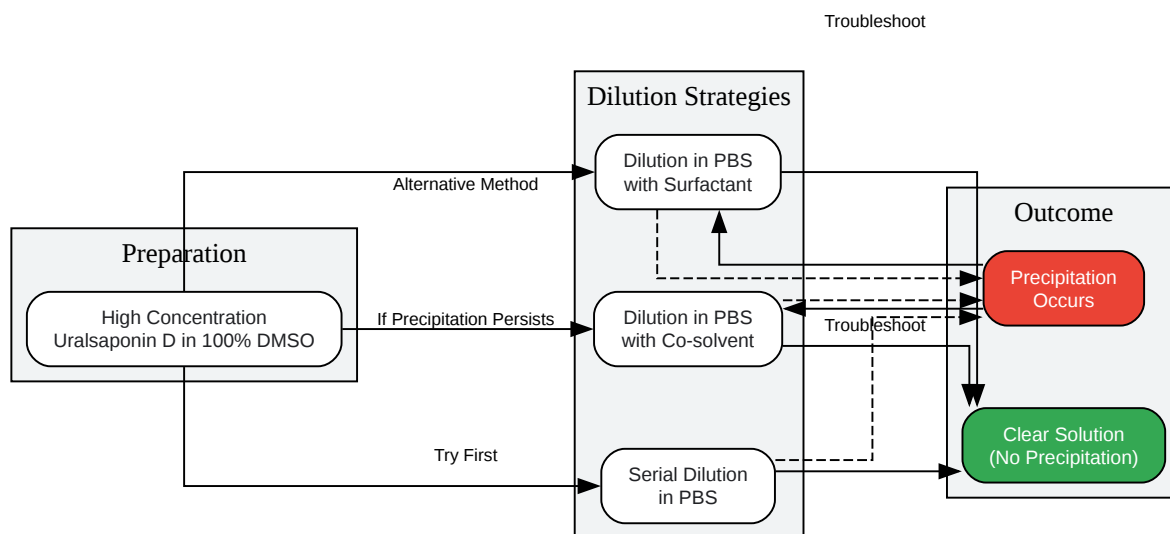 Troubleshoot
Dilution Strategies
Dilution in PBS
with Surfactant
Alternative Method
Outcome
Preparation
Precipitation
Occurs
High Concentration
Uralsaponin D in 100% DMSO
If Precipitation Persists
Dilution in PBS
with Co-solvent
Troubleshoot
Clear Solution
(No Precipitation)
Try First
Serial Dilution
in PBS